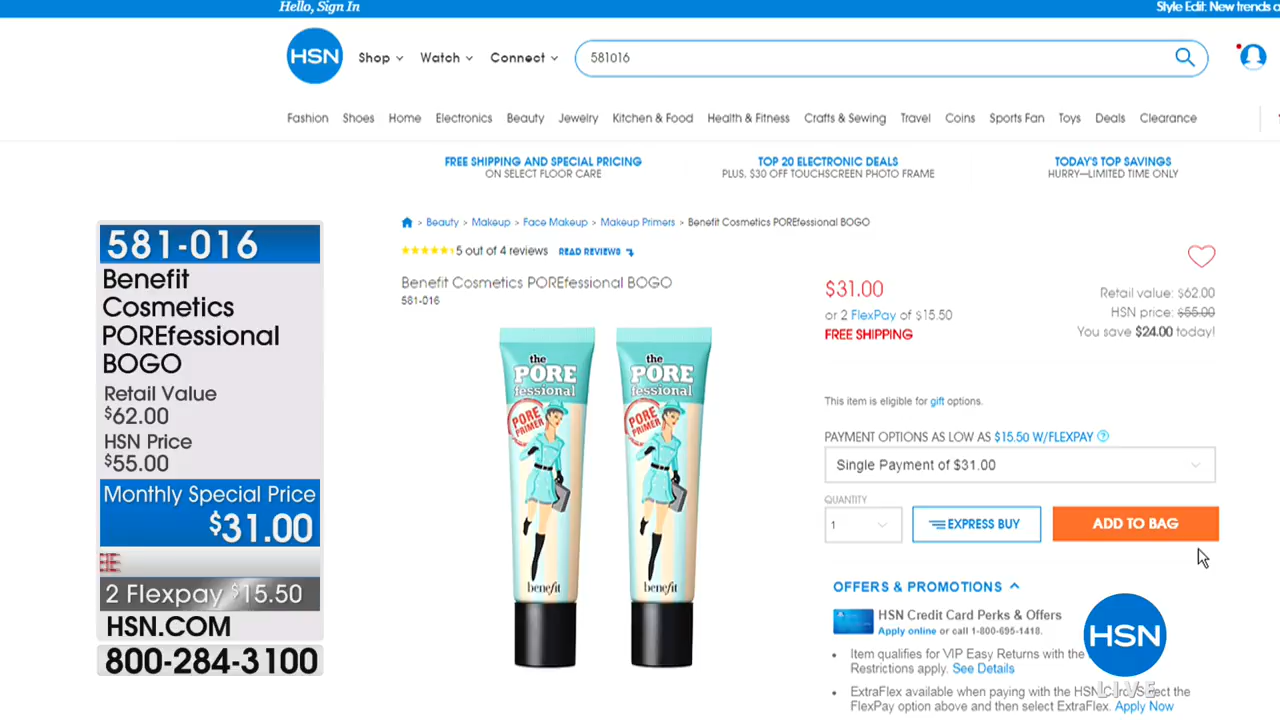 Hello, Sign In
Style Edit: New trends
HSN
Shop
Watch
Connect
581016
Fashion
Shoes
Home
Electronics
Beauty
Jewelry
Kitchen & Food
Health & Fitness
Crafts & Sewing
Travel
Coins
Sports Fan
Toys
Deals
Clearance
FREE SHIPPING AND SPECIAL PRICING
ON SELECT FLOOR CARE
TOP 20 ELECTRONIC DEALS
PLUS, $30 OFF TOUCHSCREEN PHOTO FRAME
TODAY'S TOP SAVINGS
HURRY—LIMITED TIME ONLY
> Beauty > Makeup > Face Makeup > Makeup Primers > Benefit Cosmetics POREfessional BOGO
5 out of 4 reviews READ REVIEWS
Benefit Cosmetics POREfessional BOGO
581-016
$31.00
or 2 FlexPay of $15.50
FREE SHIPPING
Retail value: $62.00
HSN price: $55.00
You save $24.00 today!
This item is eligible for gift options.
PAYMENT OPTIONS AS LOW AS $15.50 W/FLEXPAY ?
Single Payment of $31.00
QUANTITY
1
EXPRESS BUY
ADD TO BAG
OFFERS & PROMOTIONS
HSN Credit Card Perks & Offers
Apply online or call 1-800-695-1418.
Item qualifies for VIP Easy Returns with the
Restrictions apply. See Details
ExtraFlex available when paying with the HSN Card. Select the
FlexPay option above and then select ExtraFlex. Apply Now
the
PORE
fessional
PORE
PRIMER
benefit
the
PORE
fessional
PORE
PRIMER
benefit
581-016
Benefit
Cosmetics
POREfessional
BOGO
Retail Value
$62.00
HSN Price
$55.00
Monthly Special Price
$31.00
2 Flexpay $15.50
HSN.COM
800-284-3100
HSN
LIVE